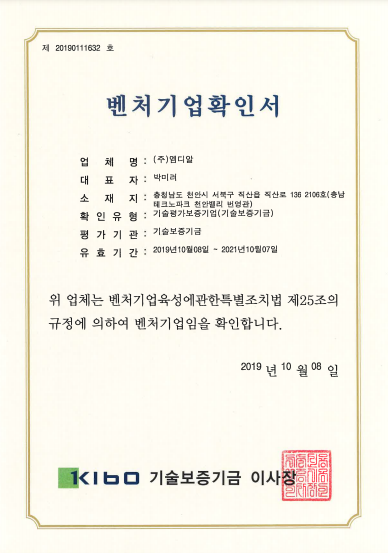 제 20190111632 호
벤처기업확인서
업 체 명 : (주)엠디알
대 표 자 : 박미려
소 재 지 : 충청남도 천안시 서북구 직산읍 직산로 136 2106호(충남
테크노파크 천안밸리 번영관)
확 인 유 형 : 기술평가보증기업(기술보증기금)
평 가 기 관 : 기술보증기금
유 효 기 간 : 2019년10월08일 ~ 2021년10월07일
위 업체는 벤처기업육성에관한특별조치법 제25조의
규정에 의하여 벤처기업임을 확인합니다.
2019 년 10 월 08 일
KIBO 기술보증기금 이사장